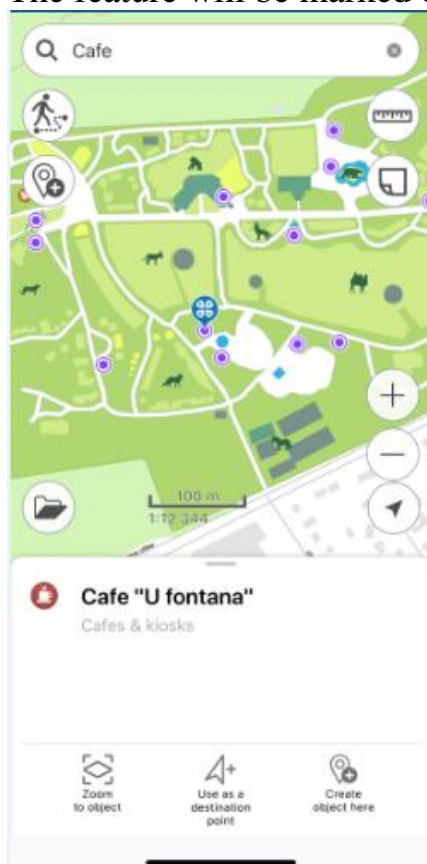 The feature will be marked
Cafe
100 m
1:12 344
Cafe "U fontana"
Cafes & kiosks
Zoom
to object
Use as a
destination
point
Create
object here